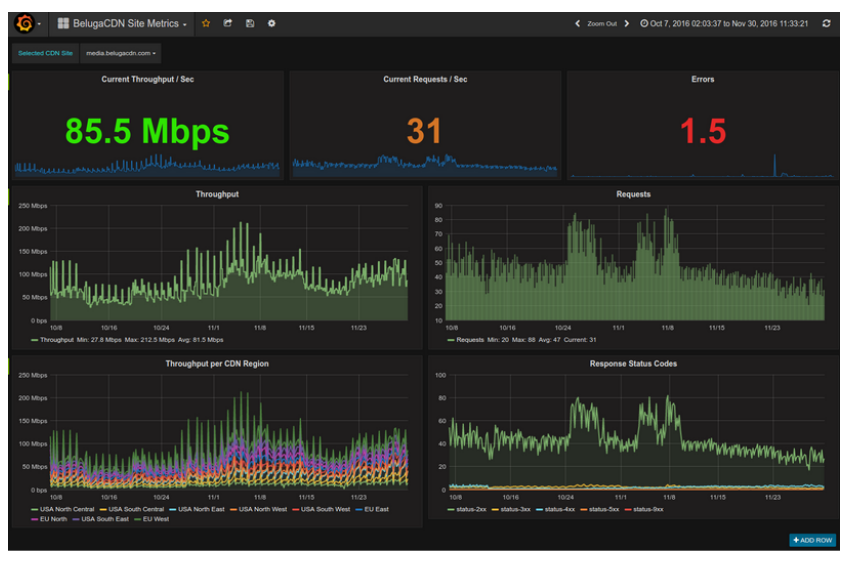 BelugaCDN Site Metrics
Zoom Out Oct 7, 2016 02:03:37 to Nov 30, 2016 11:33:21
Selected CDN Site media.belugacdn.com
Current Throughput / Sec
85.5 Mbps
Current Requests / Sec
31
Errors
1.5
Throughput
250 Mbps
200 Mbps
150 Mbps
100 Mbps
50 Mbps
0 bps
10/8 10/16 10/24 11/1 11/8 11/15 11/23
Throughput Min: 27.8 Mbps Max: 212.5 Mbps Avg: 81.5 Mbps
Requests
90
80
70
60
50
40
30
20
10
10/8 10/16 10/24 11/1 11/8 11/15 11/23
Requests Min: 20 Max: 88 Avg: 47 Current: 31
Throughput per CDN Region
250 Mbps
200 Mbps
150 Mbps
100 Mbps
50 Mbps
0 bps
10/8 10/16 10/24 11/1 11/8 11/15 11/23
USA North Central USA South Central USA North East USA North West USA South West EU East
EU North USA South East EU West
Response Status Codes
100
80
60
40
20
0
10/8 10/16 10/24 11/1 11/8 11/15 11/23
status-2xx status-3xx status-4xx status-5xx status-9xx
+ ADD ROW